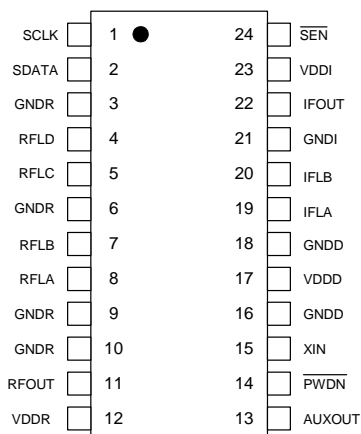 SCLK 1 24 S̅E̅N̅
SDATA 2 23 VDDI
GNDR 3 22 IFOUT
RFLD 4 21 GNDI
RFLC 5 20 IFLB
GNDR 6 19 IFLA
RFLB 7 18 GNDD
RFLA 8 17 VDDD
GNDR 9 16 GNDD
GNDR 10 15 XIN
RFOUT 11 14 P̅W̅D̅N̅
VDDR 12 13 AUXOUT